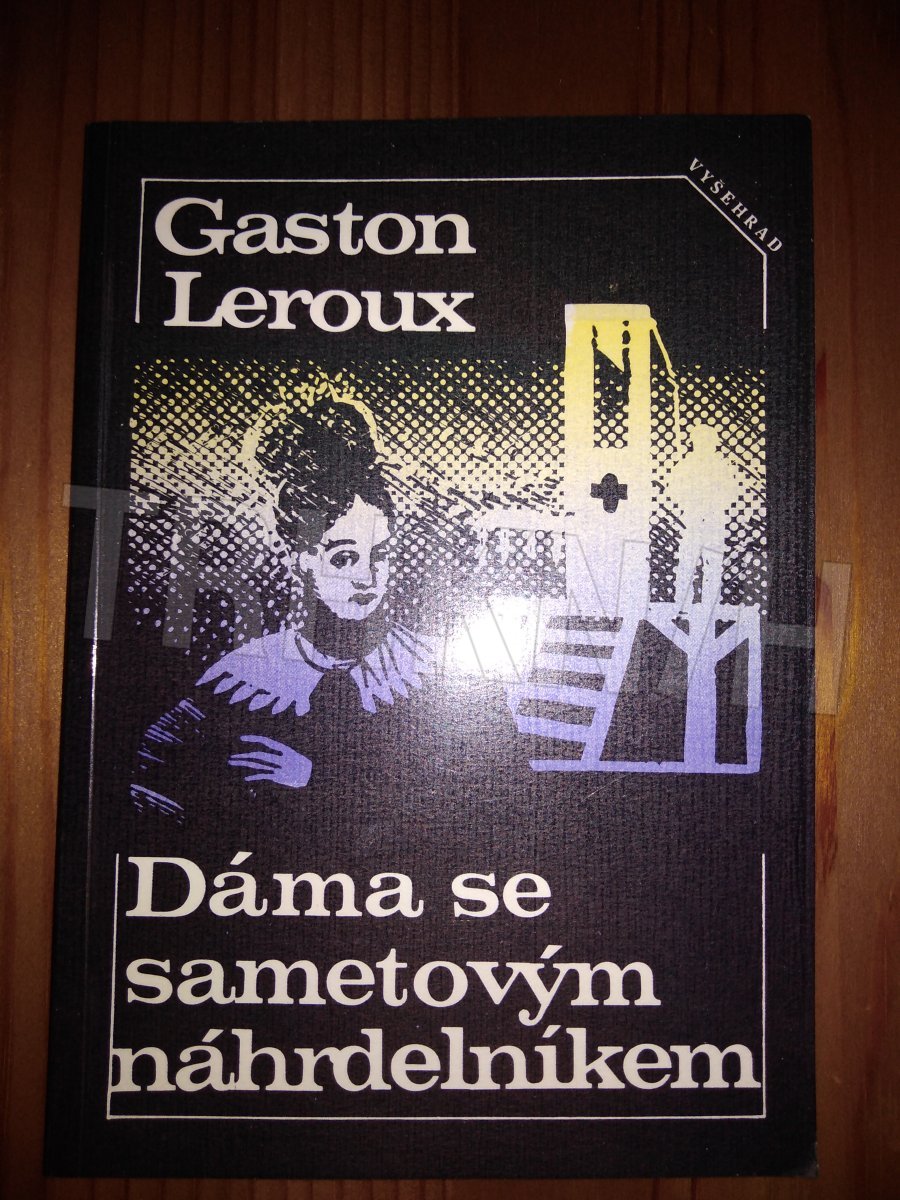 Gaston
Leroux
VYŠEHRAD
Dáma se
sametovým
náhrdelníkem